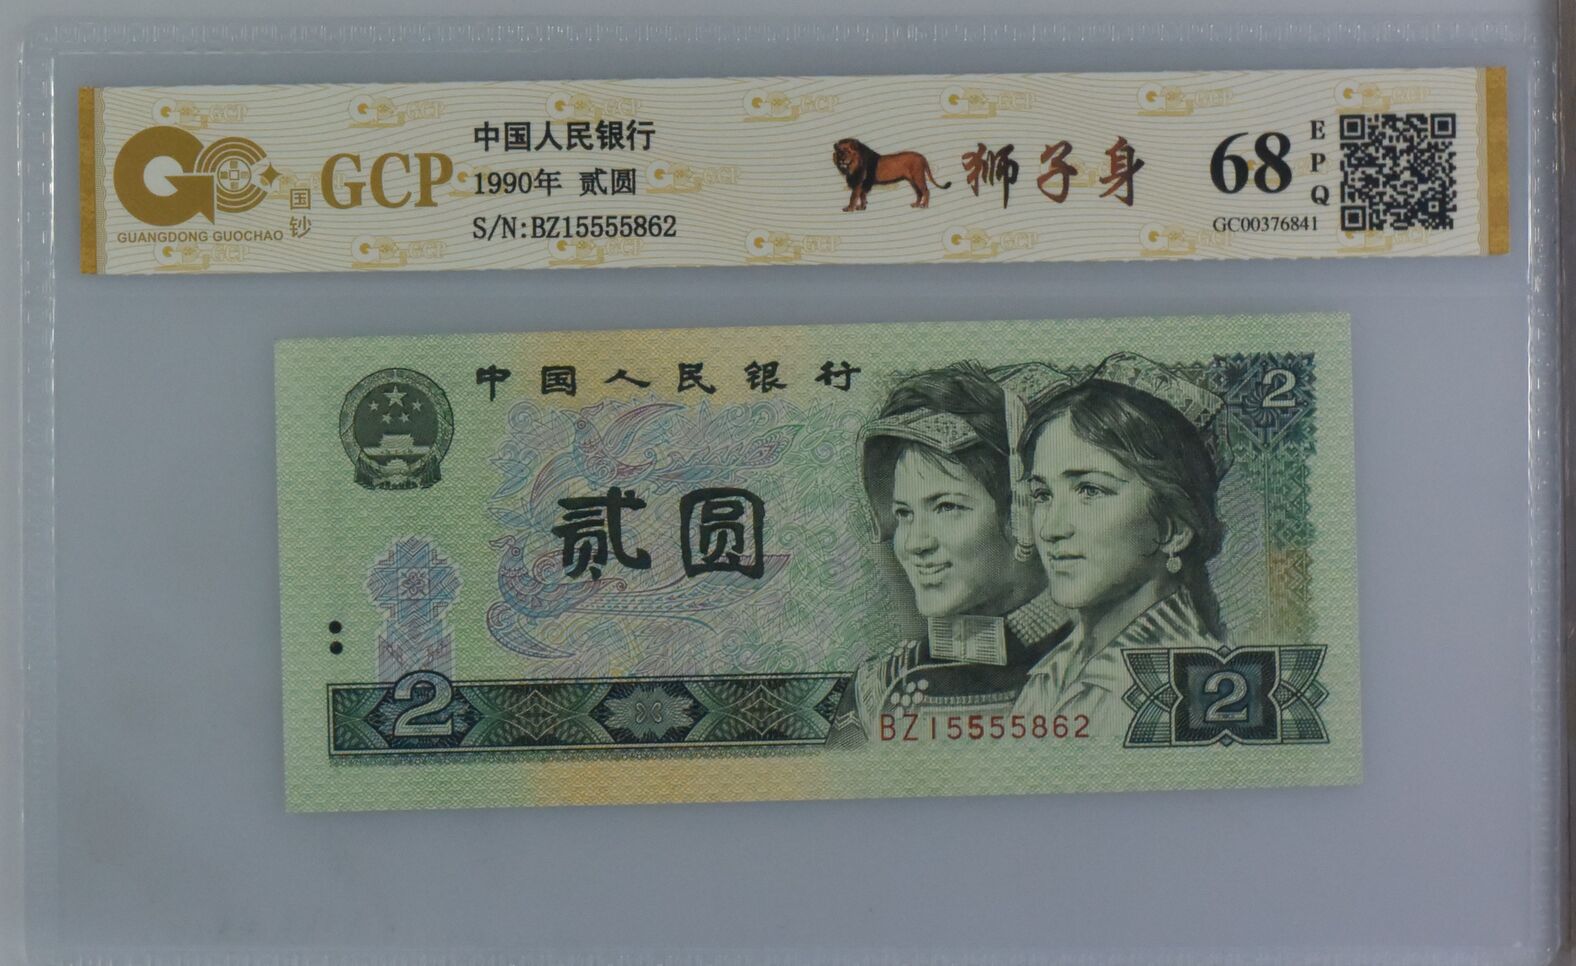 GUANGDONG GUOCHAO
国钞
GCP
中国人民银行
1990年 贰圆
S/N:BZ15555862
狮子身
68
EPQ
GC00376841
中国人民银行
2
贰圆
2
BZ15555862
2